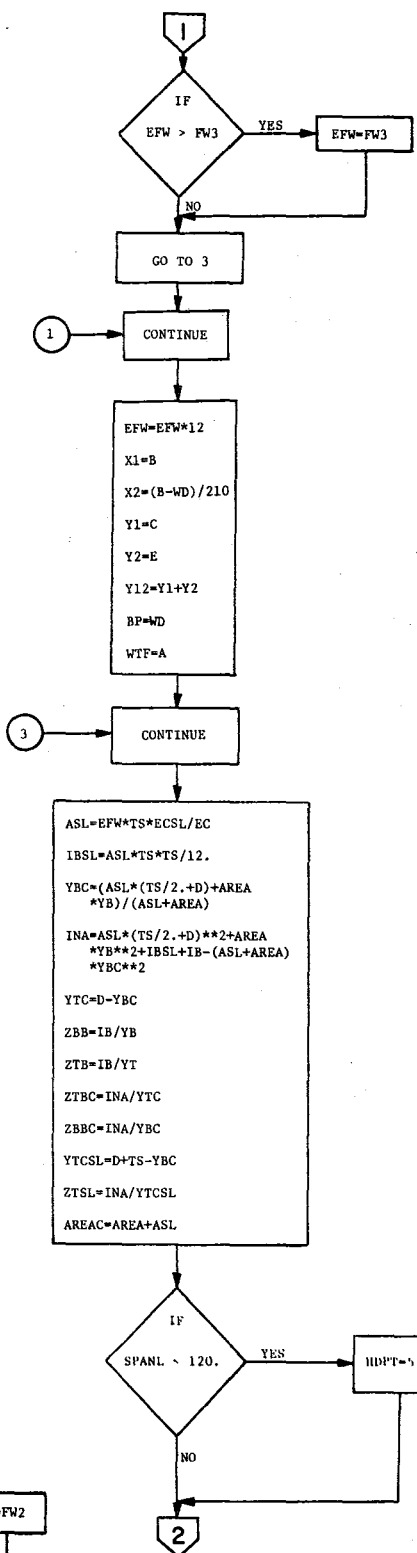 1
IF
EFW > FW3
YES
EFW=FW3
NO
GO TO 3
1
CONTINUE
EFW=EFW*12
X1=B
X2=(B-WD)/210
Y1=C
Y2=E
Y12=Y1+Y2
BP=WD
WTF=A
3
CONTINUE
ASL=EFW*TS*ECSL/EC
IBSL=ASL*TS*TS/12.
YBC=(ASL*(TS/2.+D)+AREA
*YB)/(ASL+AREA)
INA=ASL*(TS/2.+D)**2+AREA
*YB**2+IBSL+IB-(ASL+AREA)
*YBC**2
YTC=D-YBC
ZBB=IB/YB
ZTB=IB/YT
ZTBC=INA/YTC
ZBBC=INA/YBC
YTCSL=D+TS-YBC
ZTSL=INA/YTCSL
AREAC=AREA+ASL
IF
SPANL 120.
YES
NO
FW2
2